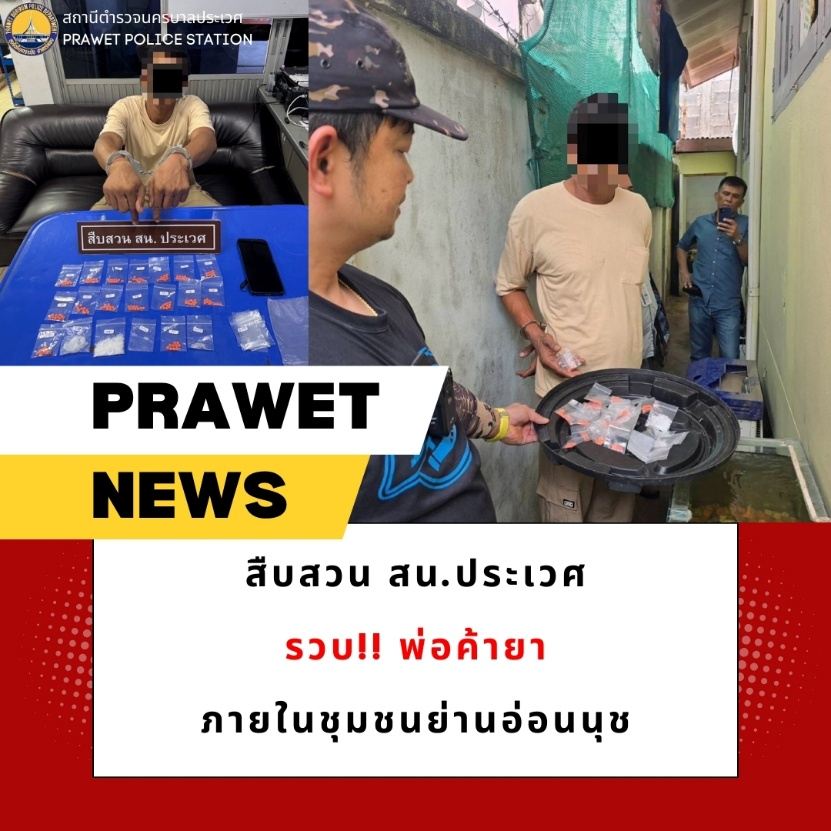 สถานีตำรวจนครบาลประเวศ
PRAWET POLICE STATION
สืบสวน สน. ประเวศ
PRAWET
NEWS
สืบสวน สน.ประเวศ
รวบ!! พ่อค้ายา
ภายในชุมชนย่านอ่อนนุช